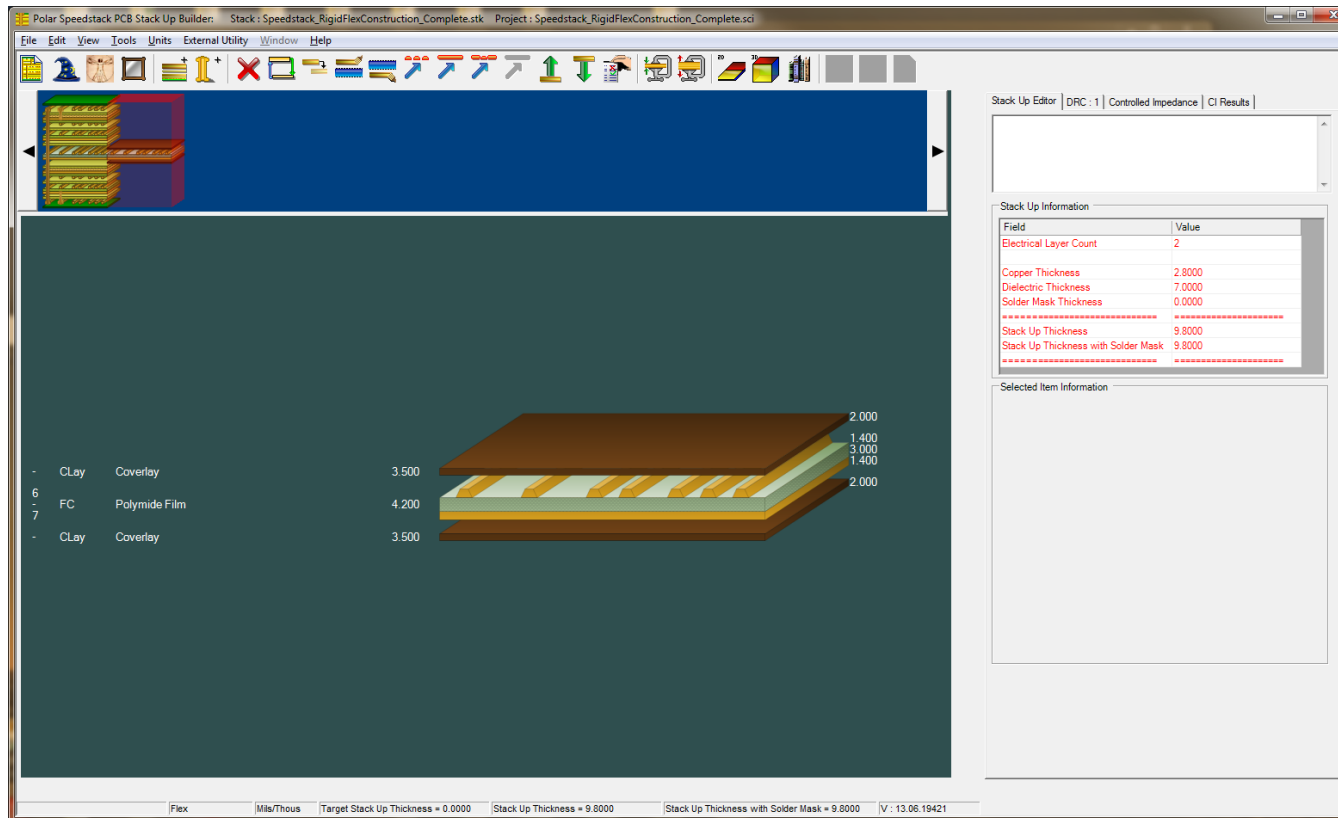 Polar Speedstack PCB Stack Up Builder: Stack : Speedstack_RigidFlexConstruction_Complete.stk Project : Speedstack_RigidFlexConstruction_Complete.sci
File Edit View Tools Units External Utility Window Help
2D 3D
Stack Up Editor DRC : 1 Controlled Impedance CI Results
Stack Up Information
Field Value
Electrical Layer Count 2
Copper Thickness 2.8000
Dielectric Thickness 7.0000
Solder Mask Thickness 0.0000
============================ =====================
Stack Up Thickness 9.8000
Stack Up Thickness with Solder Mask 9.8000
============================ =====================
Selected Item Information
2.000
1.400
3.000
1.400
2.000
- CLay Coverlay 3.500
6
- FC Polymide Film 4.200
7
- CLay Coverlay 3.500
Flex Mils/Thous Target Stack Up Thickness = 0.0000 Stack Up Thickness = 9.8000 Stack Up Thickness with Solder Mask = 9.8000 V : 13.06.19421